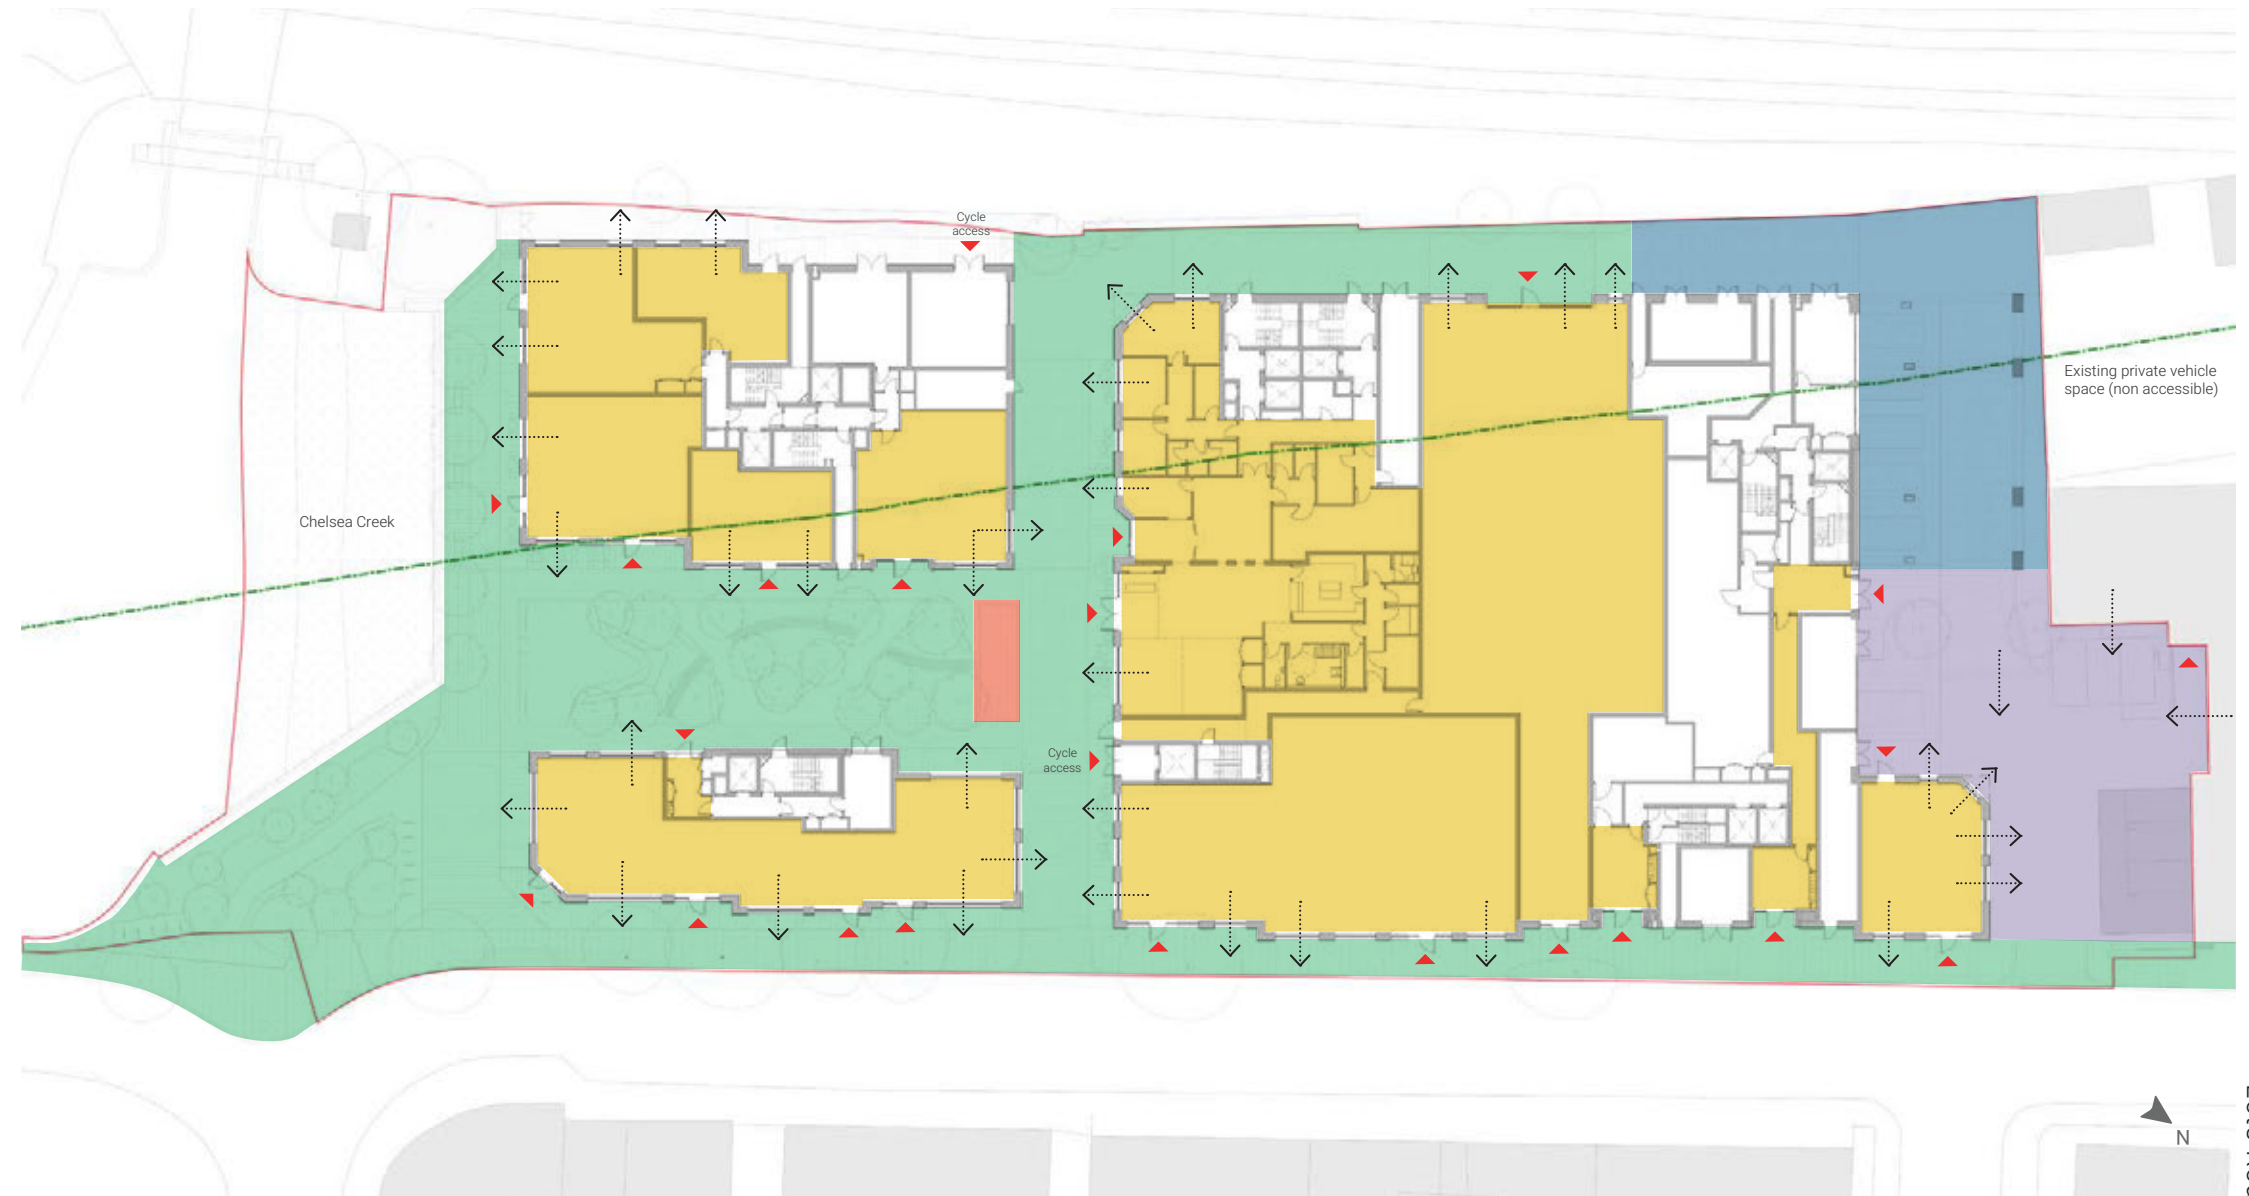 Cycle
access
Existing private vehicle
space (non accessible)
Chelsea Creek
Cycle
access
N